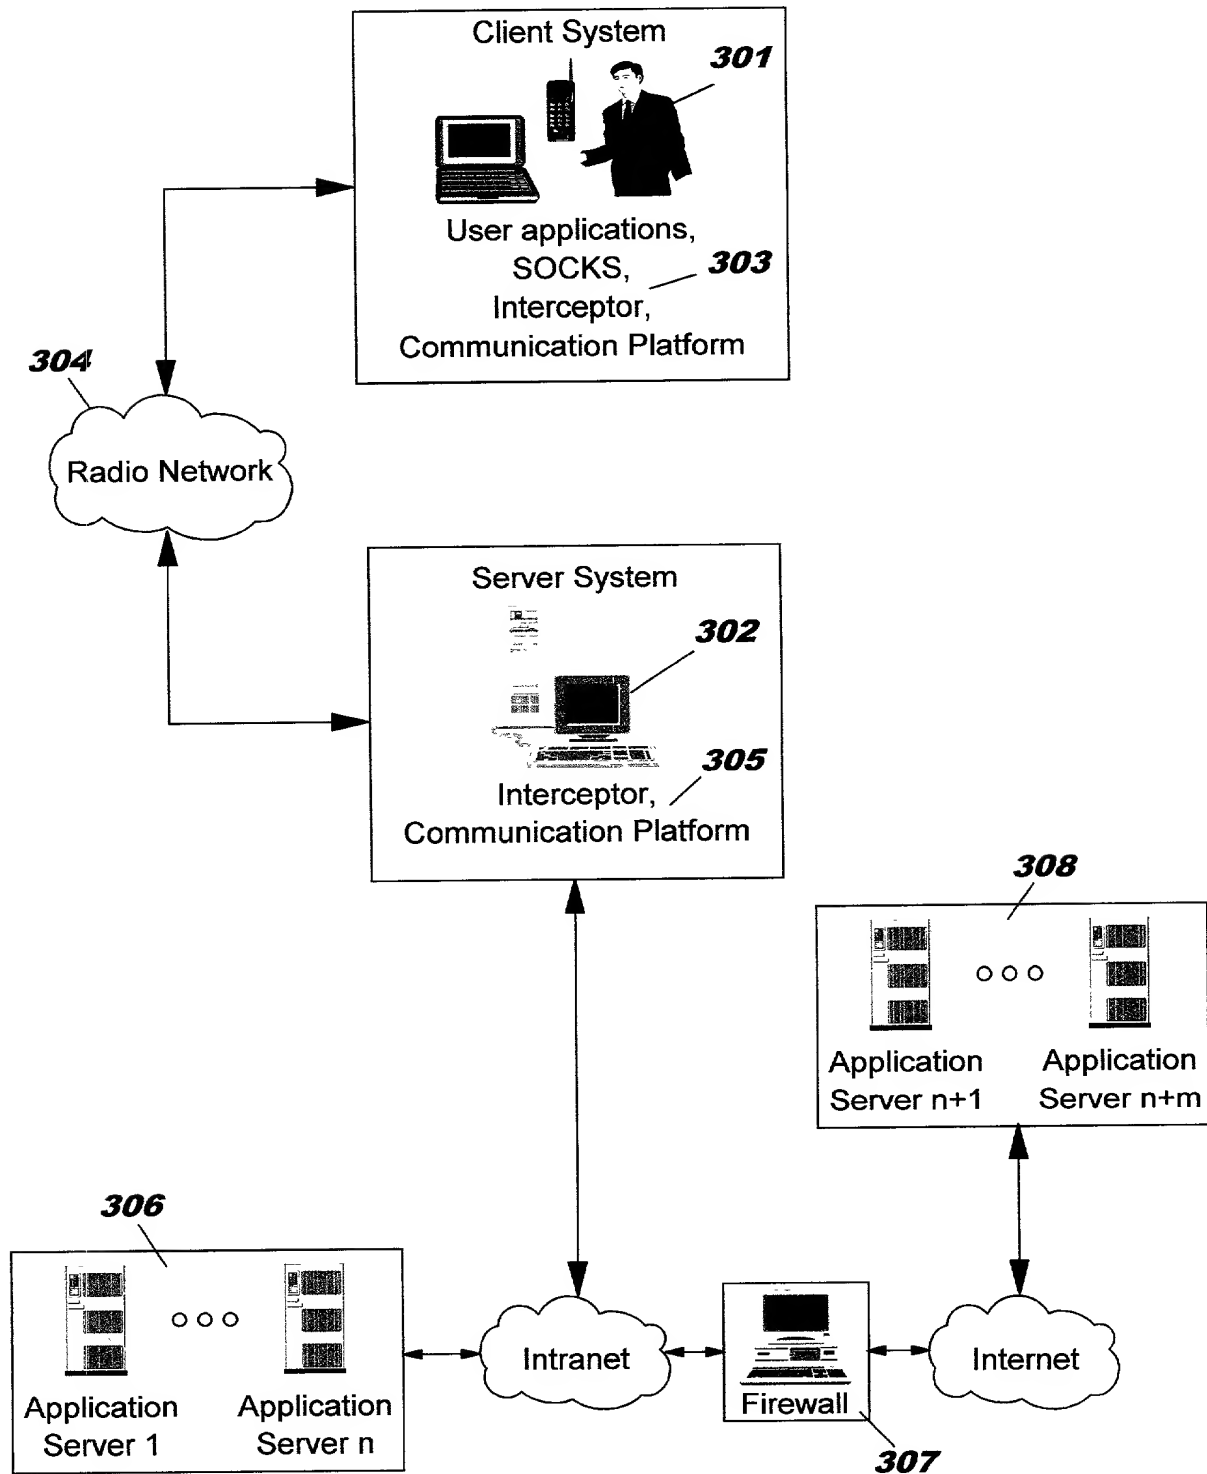 Client System
301
User applications,
SOCKS,
303
Interceptor,
Communication Platform
304
Radio Network
Server System
302
305
Interceptor,
Communication Platform
308
Application
Server n+1
Application
Server n+m
306
Application
Server 1
Application
Server n
Intranet
Firewall
307
Internet